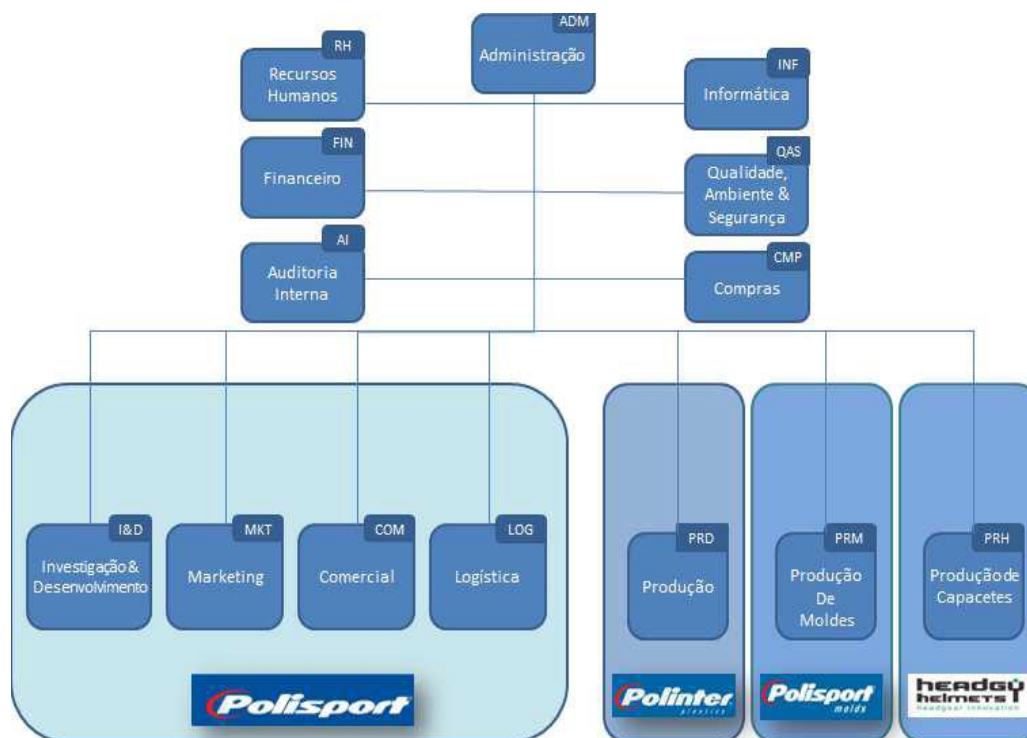 ADM
Administração
RH
Recursos
Humanos
INF
Informática
FIN
Financeiro
QAS
Qualidade,
Ambiente &
Segurança
AI
Auditoria
Interna
CMP
Compras
I&D
Investigação &
Desenvolvimento
MKT
Marketing
COM
Comercial
LOG
Logística
PRD
Produção
PRM
Produção
De
Moldes
PRH
Produção de
Capacetes
Polisport
Polinter
plastics
Polisport
molds
HEADGY
HELMETS
headgear innovation